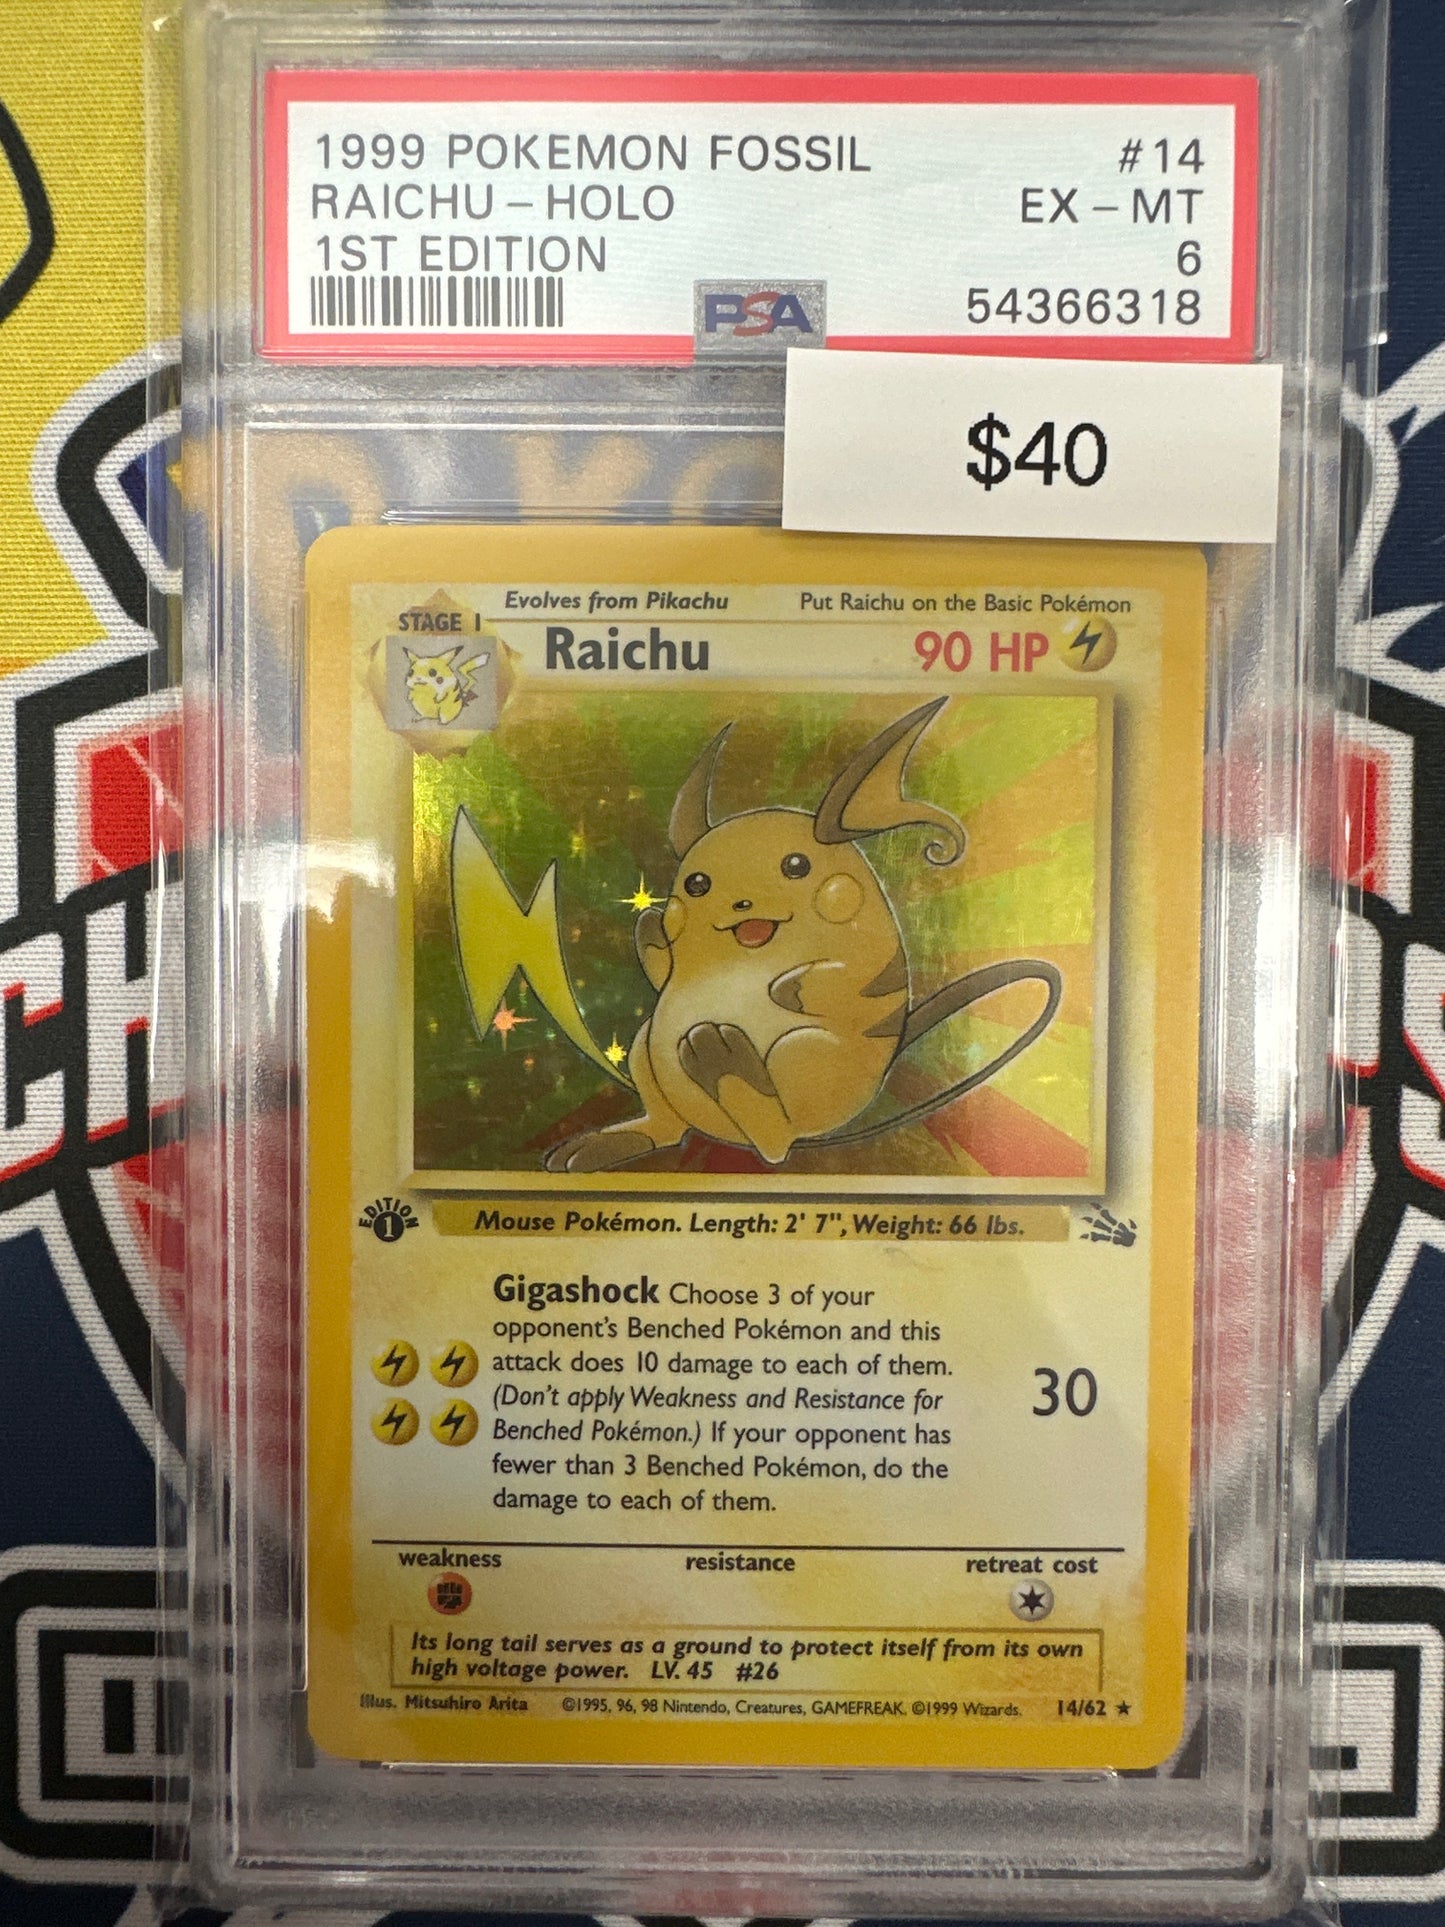 1999 POKEMON FOSSIL #14
RAICHU-HOLO EX-MT
1ST EDITION 6
PSA 54366318
$40
Evolves from Pikachu Put Raichu on the Basic Pokémon
STAGE 1
Raichu 90 HP
EDITION 1
Mouse Pokémon. Length: 2' 7", Weight: 66 lbs.
Gigashock Choose 3 of your
opponent's Benched Pokémon and this
attack does 10 damage to each of them.
(Don't apply Weakness and Resistance for
Benched Pokémon.) If your opponent has
fewer than 3 Benched Pokémon, do the
damage to each of them.
30
weakness resistance retreat cost
Its long tail serves as a ground to protect itself from its own
high voltage power. LV. 45 #26
Illus. Mitsuhiro Arita ©1995, 96, 98 Nintendo, Creatures, GAMEFREAK. ©1999 Wizards. 14/62 ★